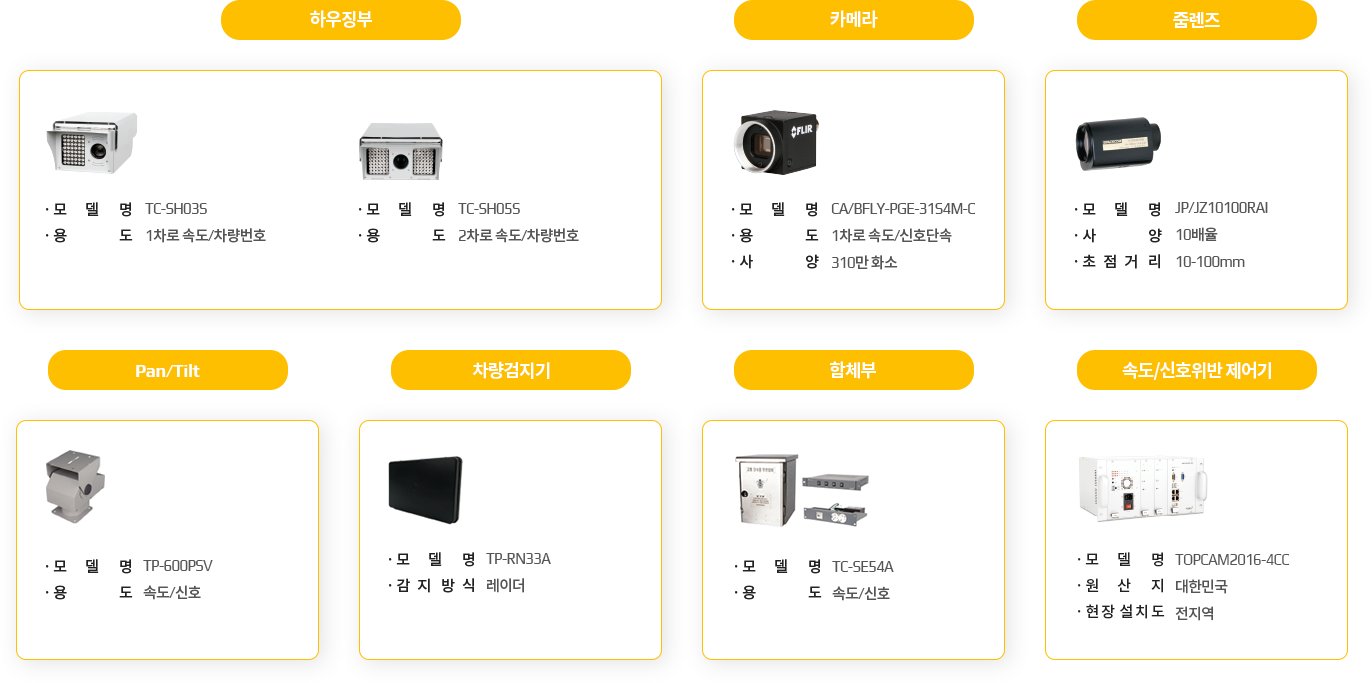 하우징부
카메라
줌렌즈
· 모 델 명 TC-SH03S
· 용 도 1차로 속도/차량번호
· 모 델 명 TC-SH05S
· 용 도 2차로 속도/차량번호
FLIR
· 모 델 명 CA/BFLY-PGE-31S4M-C
· 용 도 1차로 속도/신호단속
· 사 양 310만 화소
· 모 델 명 JP/JZ10100RAI
· 사 양 10배율
· 초 점 거 리 10-100mm
Pan/Tilt
차량검지기
함체부
속도/신호위반 제어기
· 모 델 명 TP-600PSV
· 용 도 속도/신호
· 모 델 명 TP-RN33A
· 감 지 방 식 레이더
· 모 델 명 TC-SE54A
· 용 도 속도/신호
· 모 델 명 TOPCAM2016-4CC
· 원 산 지 대한민국
· 현장 설치도 전지역